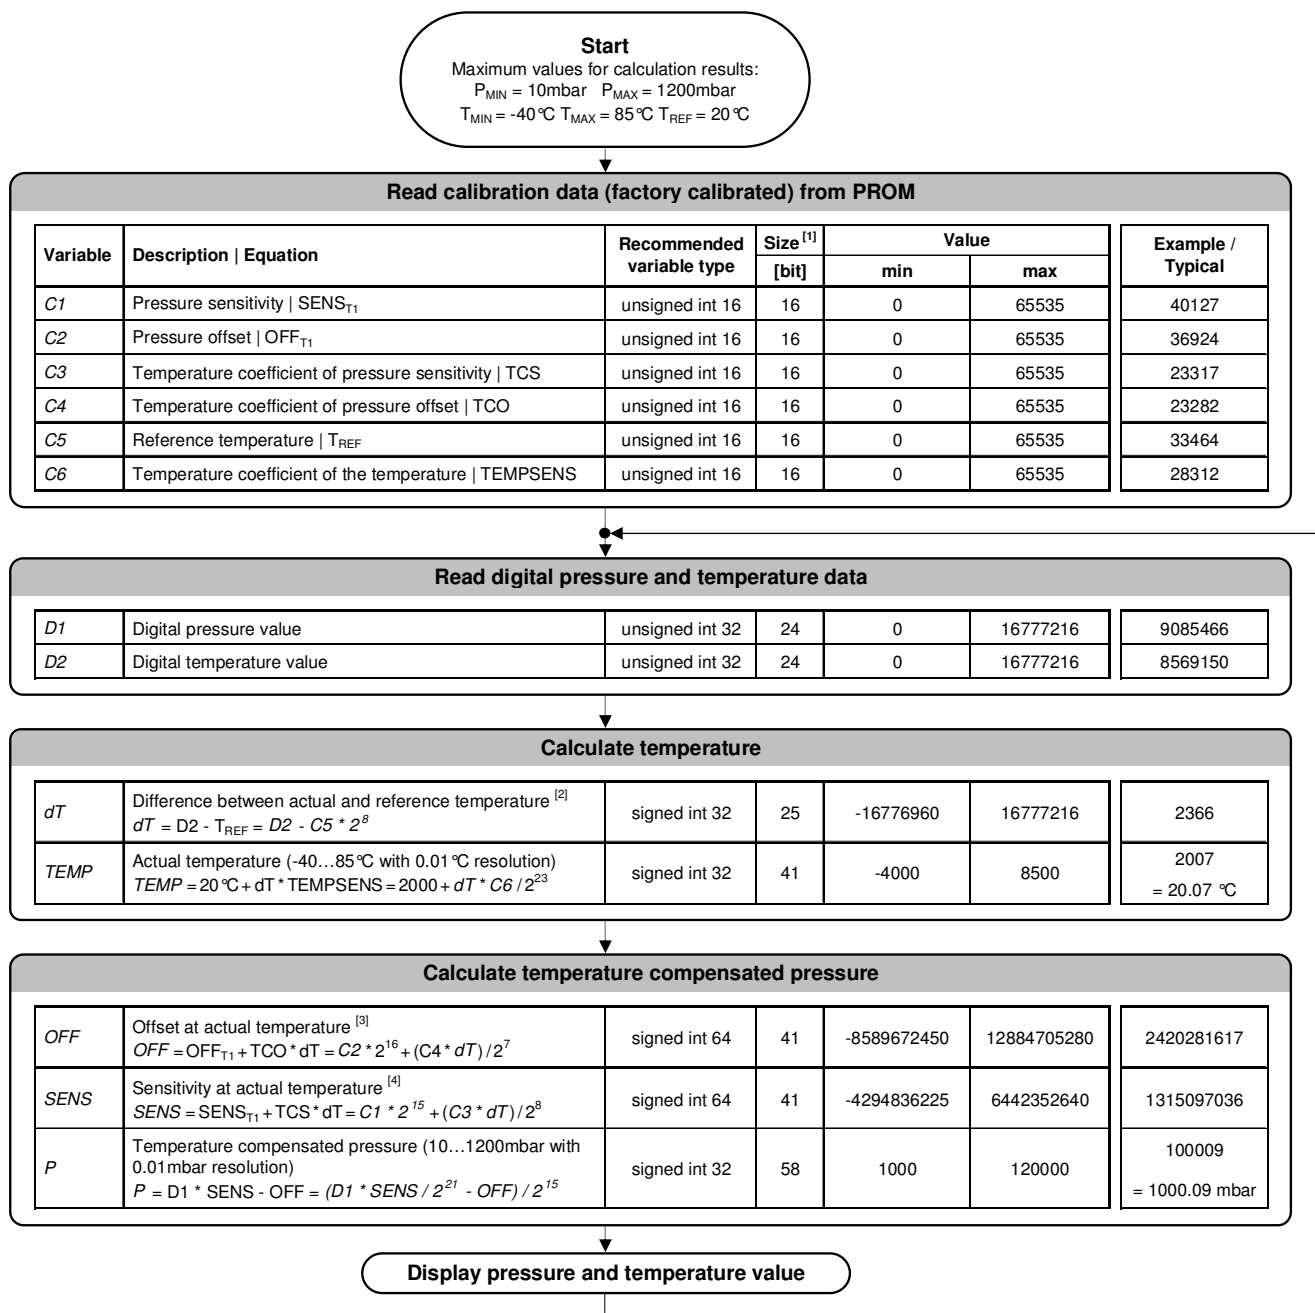 Start
Maximum values for calculation results:
P_MIN = 10mbar P_MAX = 1200mbar
T_MIN = -40°C T_MAX = 85°C T_REF = 20°C
Read calibration data (factory calibrated) from PROM
Variable Description | Equation Recommended variable type Size [1] [bit] Value min max Example / Typical
C1 Pressure sensitivity | SENS_T1 unsigned int 16 16 0 65535 40127
C2 Pressure offset | OFF_T1 unsigned int 16 16 0 65535 36924
C3 Temperature coefficient of pressure sensitivity | TCS unsigned int 16 16 0 65535 23317
C4 Temperature coefficient of pressure offset | TCO unsigned int 16 16 0 65535 23282
C5 Reference temperature | T_REF unsigned int 16 16 0 65535 33464
C6 Temperature coefficient of the temperature | TEMPSENS unsigned int 16 16 0 65535 28312
Read digital pressure and temperature data
D1 Digital pressure value unsigned int 32 24 0 16777216 9085466
D2 Digital temperature value unsigned int 32 24 0 16777216 8569150
Calculate temperature
Difference between actual and reference temperature [2]
dT signed int 32 25 -16776960 16777216 2366
dT = D2 - T_REF = D2 - C5 * 2^8
Actual temperature (-40…85°C with 0.01°C resolution) 2007
TEMP signed int 32 41 -4000 8500
TEMP = 20°C + dT * TEMPSENS = 2000 + dT * C6 / 2^23 = 20.07 °C
Calculate temperature compensated pressure
Offset at actual temperature [3]
OFF signed int 64 41 -8589672450 12884705280 2420281617
OFF = OFF_T1 + TCO * dT = C2 * 2^16 + (C4 * dT) / 2^7
Sensitivity at actual temperature [4]
SENS signed int 64 41 -4294836225 6442352640 1315097036
SENS = SENS_T1 + TCS * dT = C1 * 2^15 + (C3 * dT) / 2^8
Temperature compensated pressure (10…1200mbar with 100009
P 0.01mbar resolution) signed int 32 58 1000 120000
P = D1 * SENS - OFF = (D1 * SENS / 2^21 - OFF) / 2^15 = 1000.09 mbar
Display pressure and temperature value